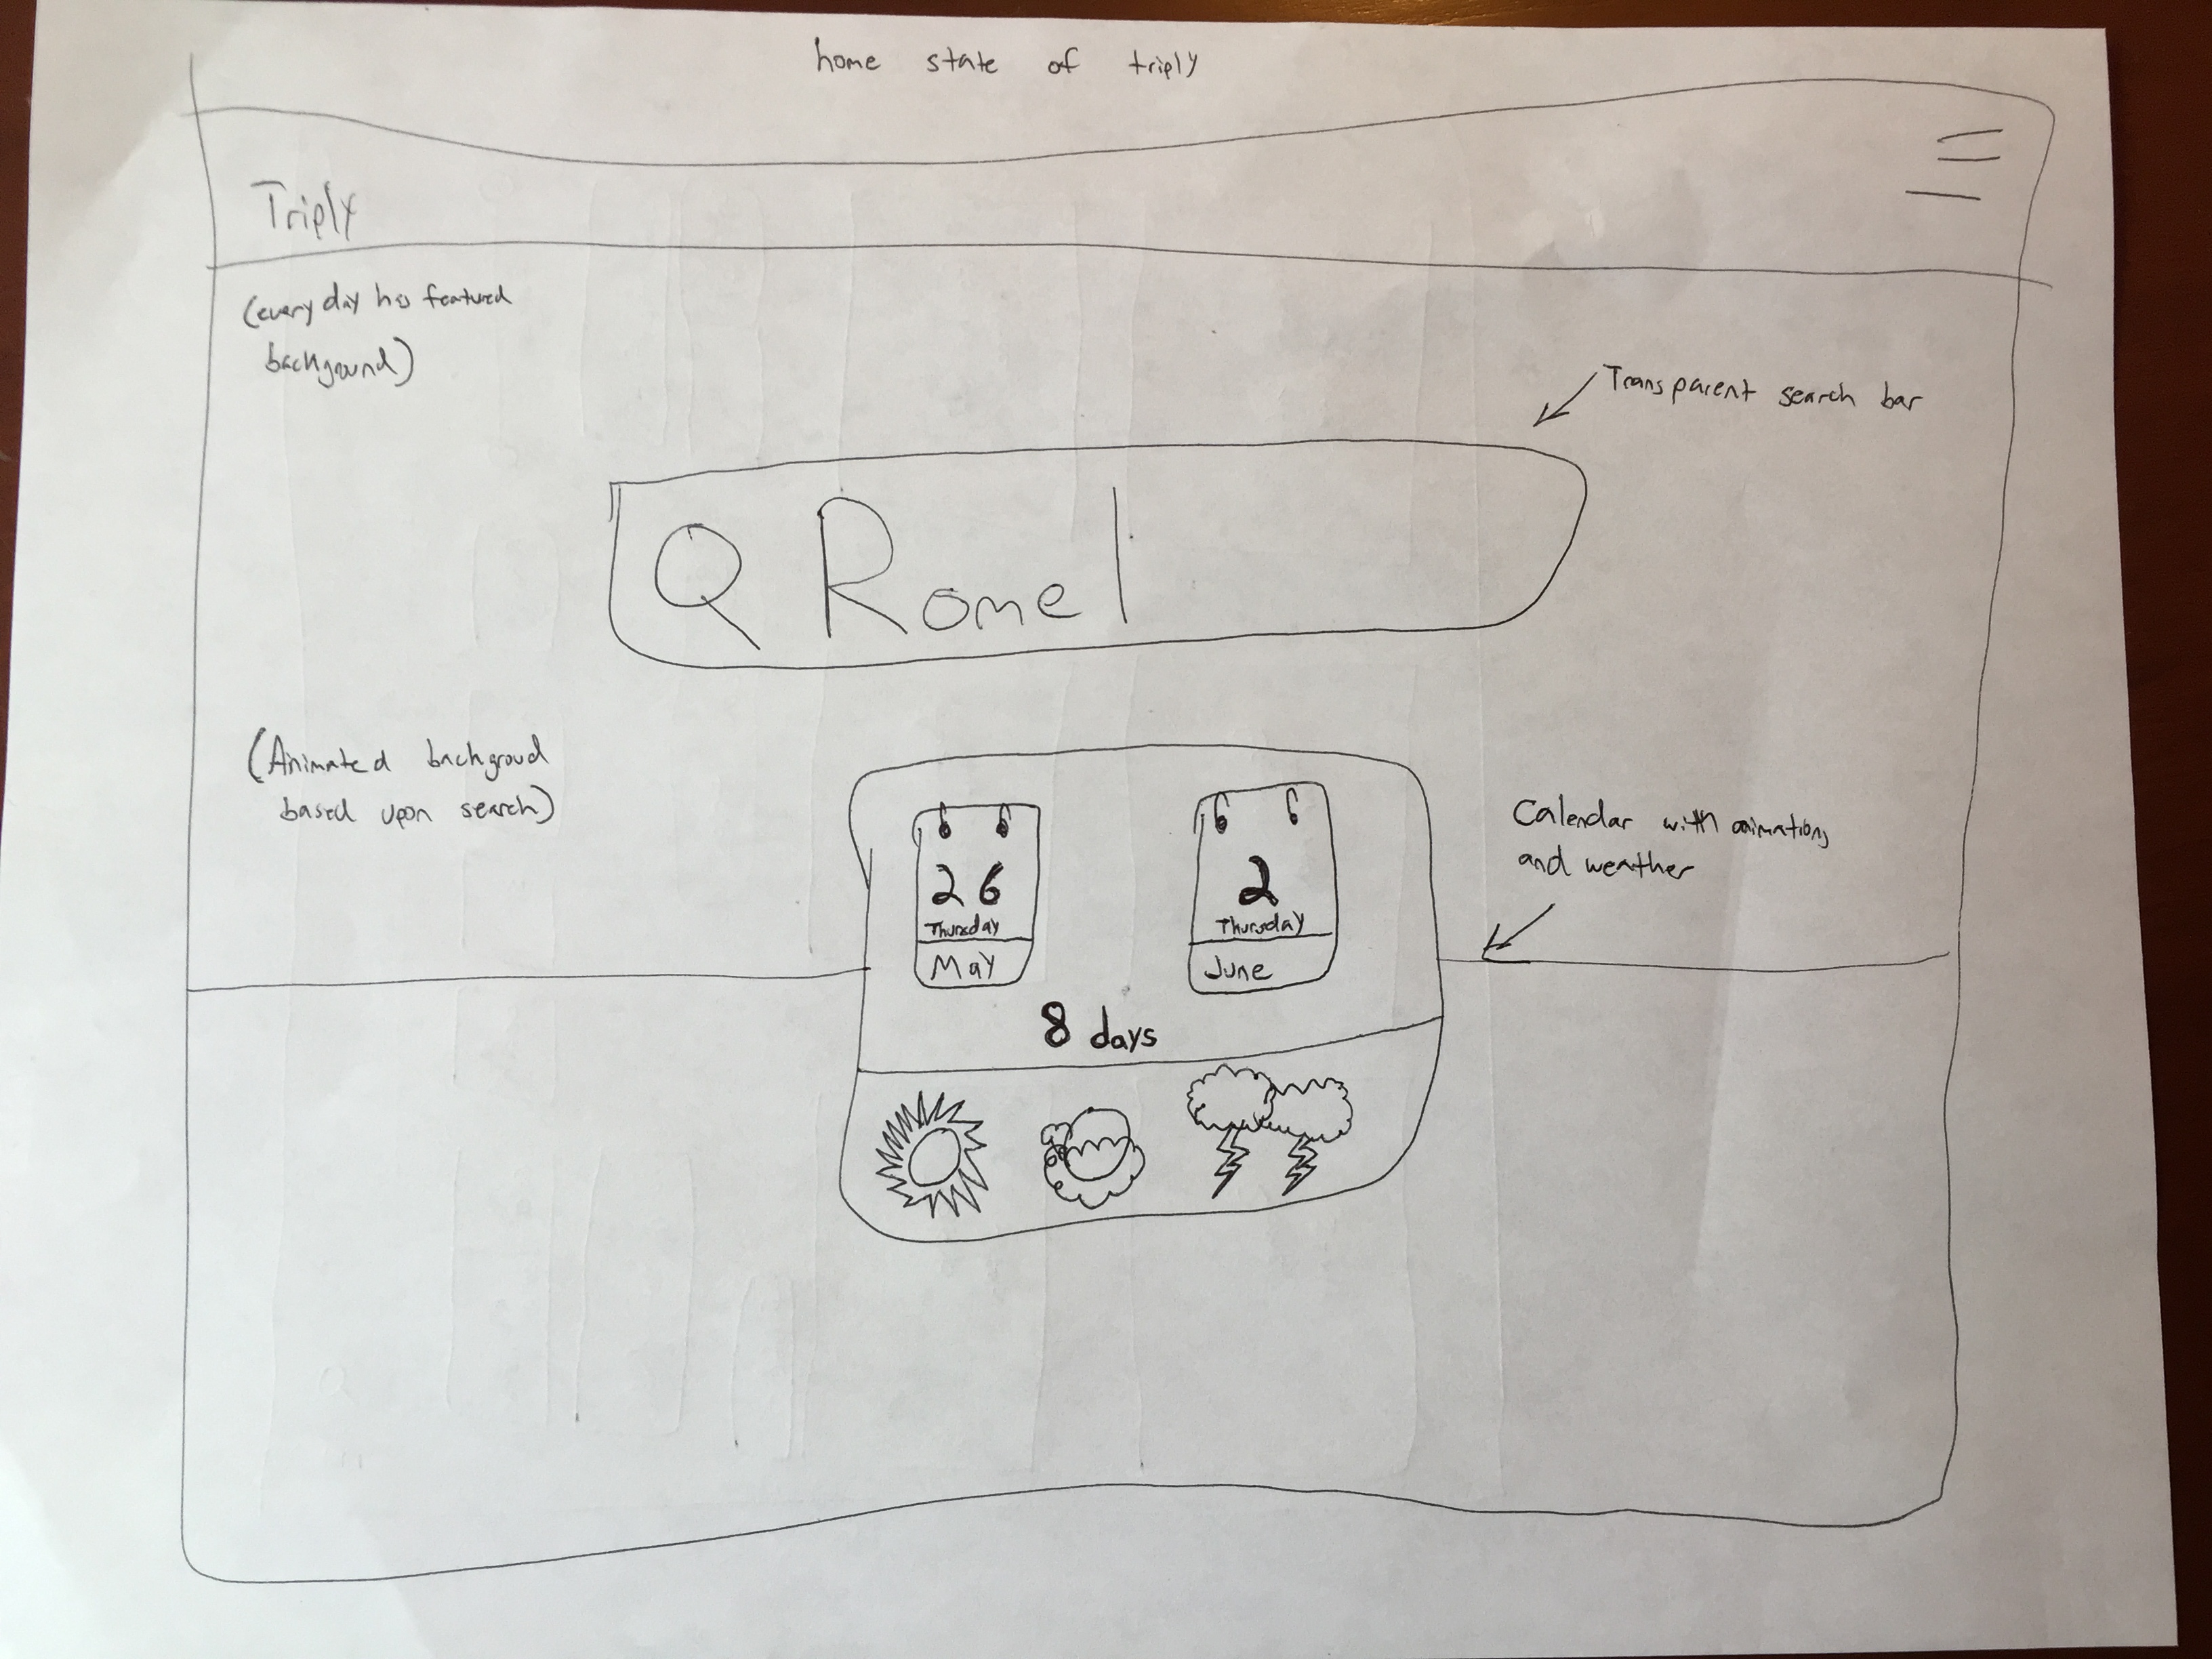 home state of triply
Triply
(every day has featured
background)
Transparent search bar
Rome|
(Animated backgroud
based upon search)
Calendar with animations
and weather
26
Thursday
May
2
Thursday
June
8 days